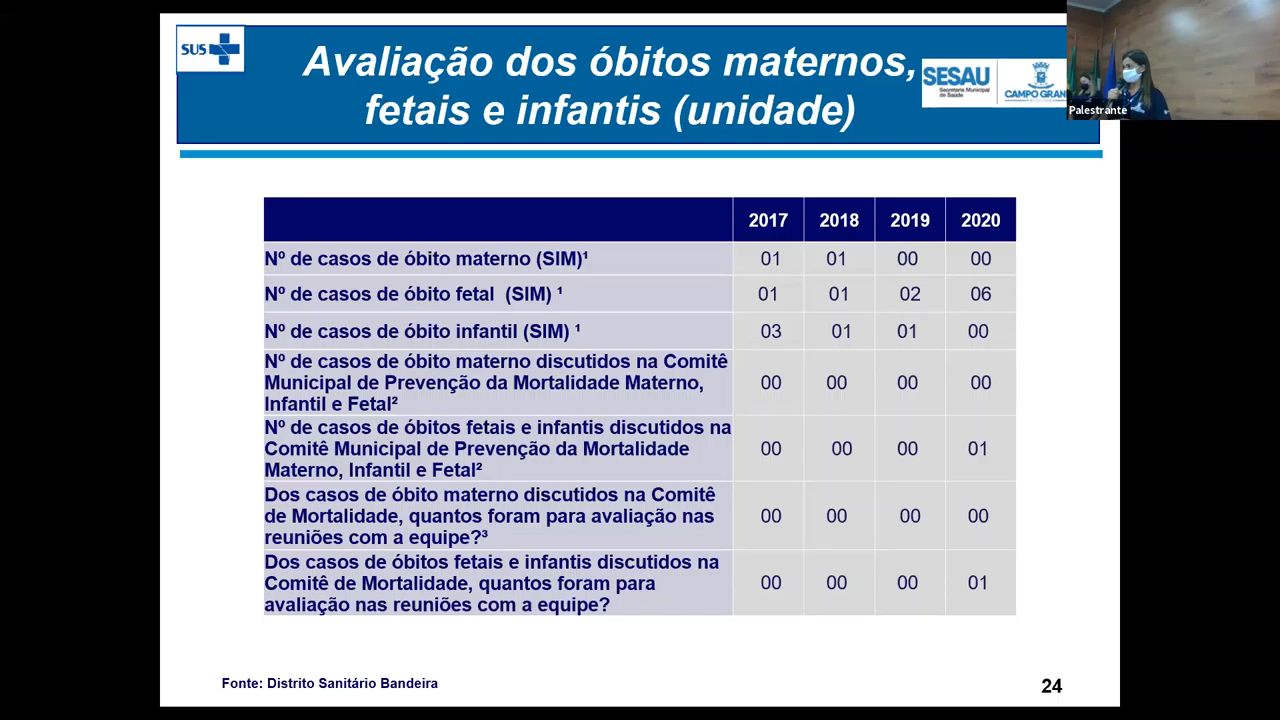 SUS
Avaliação dos óbitos maternos,
fetais e infantis (unidade)
SESAU
Secretaria Municipal
de Saúde
CAMPO GRAN
Palestrante
2017 2018 2019 2020
Nº de casos de óbito materno (SIM)¹ 01 01 00 00
Nº de casos de óbito fetal (SIM) ¹ 01 01 02 06
Nº de casos de óbito infantil (SIM) ¹ 03 01 01 00
Nº de casos de óbito materno discutidos na Comitê
Municipal de Prevenção da Mortalidade Materno,
Infantil e Fetal² 00 00 00 00
Nº de casos de óbitos fetais e infantis discutidos na
Comitê Municipal de Prevenção da Mortalidade
Materno, Infantil e Fetal² 00 00 00 01
Dos casos de óbito materno discutidos na Comitê
de Mortalidade, quantos foram para avaliação nas
reuniões com a equipe?³ 00 00 00 00
Dos casos de óbitos fetais e infantis discutidos na
Comitê de Mortalidade, quantos foram para
avaliação nas reuniões com a equipe? 00 00 00 01
Fonte: Distrito Sanitário Bandeira
24